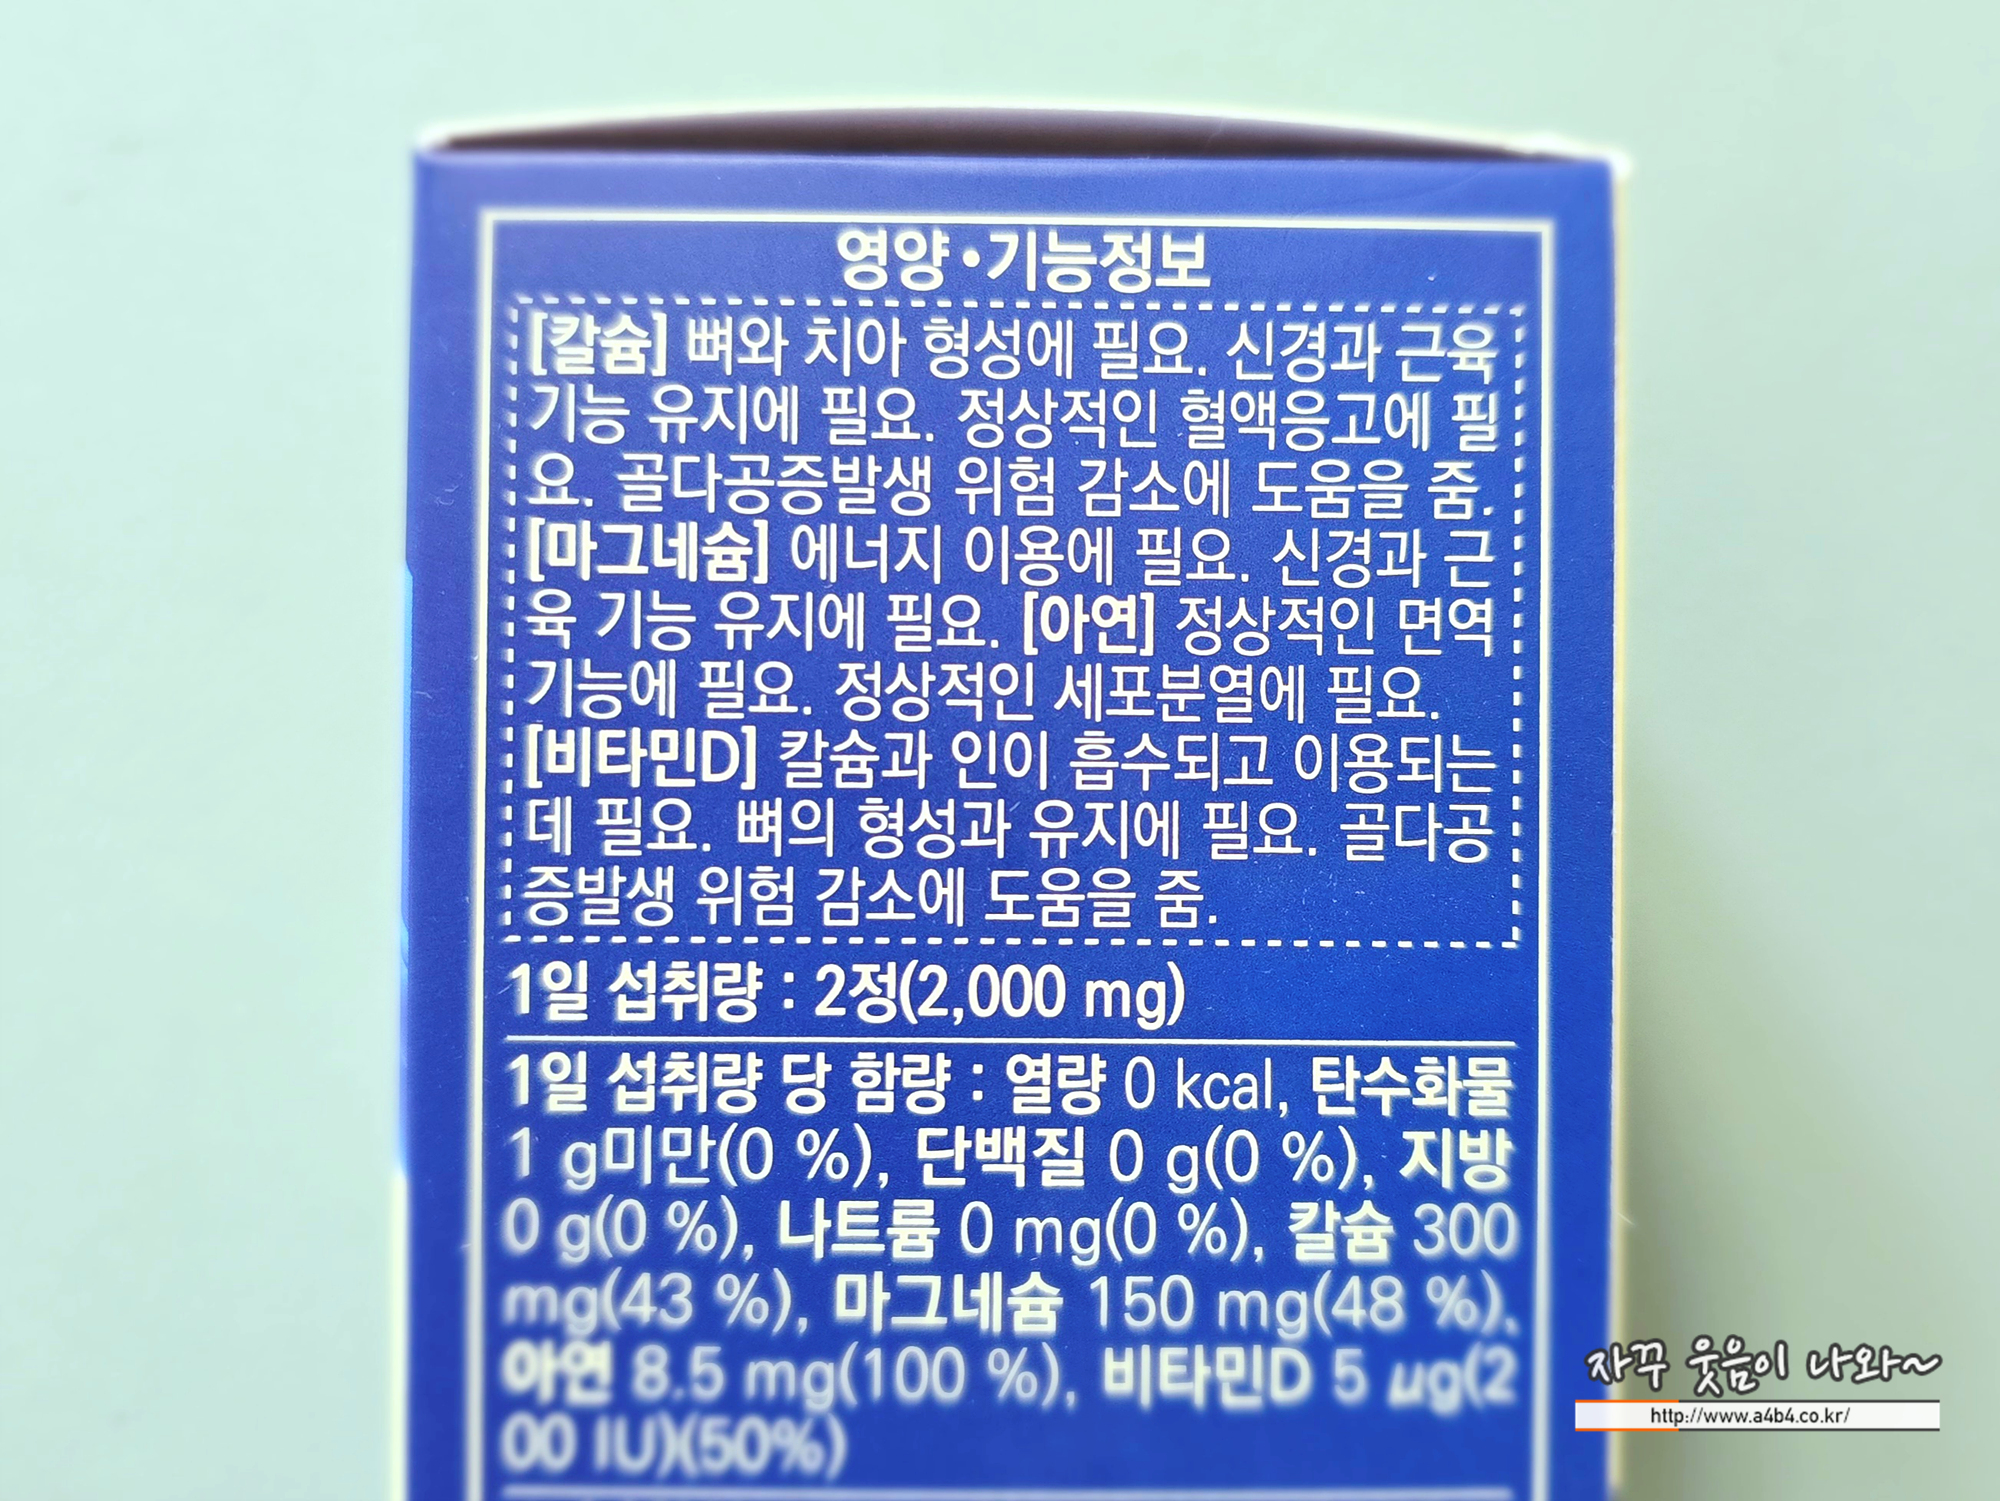 영양•기능정보
[칼슘] 뼈와 치아 형성에 필요. 신경과 근육
기능 유지에 필요. 정상적인 혈액응고에 필
요. 골다공증발생 위험 감소에 도움을 줌.
[마그네슘] 에너지 이용에 필요. 신경과 근
육 기능 유지에 필요. [아연] 정상적인 면역
기능에 필요. 정상적인 세포분열에 필요.
[비타민D] 칼슘과 인이 흡수되고 이용되는
데 필요. 뼈의 형성과 유지에 필요. 골다공
증발생 위험 감소에 도움을 줌.
1일 섭취량 : 2정(2,000 mg)
1일 섭취량 당 함량 : 열량 0 kcal, 탄수화물
1 g미만(0 %), 단백질 0 g(0 %), 지방
0 g(0 %), 나트륨 0 mg(0 %), 칼슘 300
mg(43 %), 마그네슘 150 mg(48 %),
아연 8.5 mg(100 %), 비타민D 5 µg(2
00 IU)(50%)
자꾸 웃음이 나와~
http://www.a4b4.co.kr/